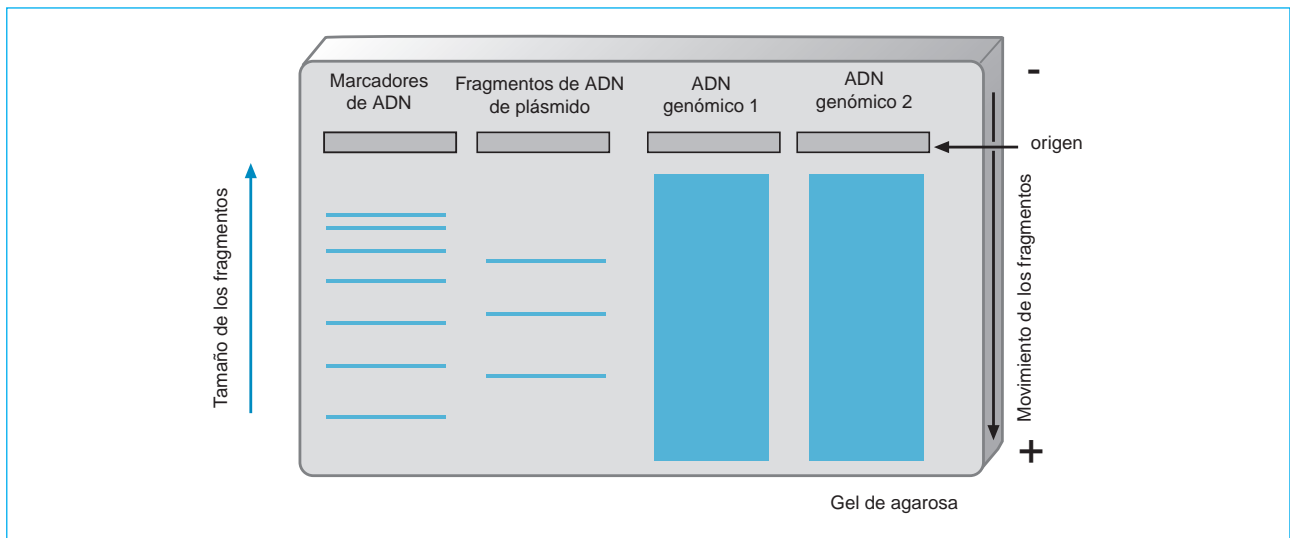 Marcadores
de ADN
Fragmentos de ADN
de plásmido
ADN
genómico 1
ADN
genómico 2
-
origen
Tamaño de los fragmentos
Movimiento de los fragmentos
+
Gel de agarosa